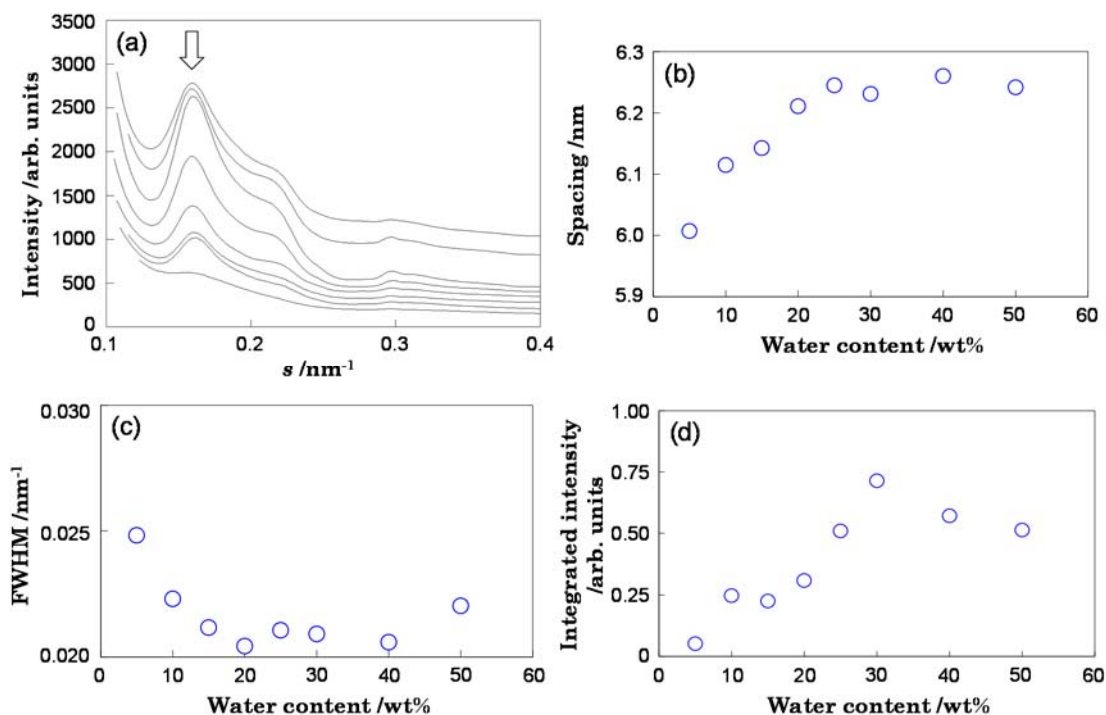 (a)
3500
3000
2500
2000
1500
1000
500
0
Intensity /arb. units
0.1 0.2 0.3 0.4
s /nm⁻¹
(b)
6.3
6.2
6.1
6.0
5.9
Spacing /nm
0 10 20 30 40 50 60
Water content /wt%
(c)
0.030
0.025
0.020
FWHM /nm⁻¹
0 10 20 30 40 50 60
Water content /wt%
(d)
1.00
0.75
0.50
0.25
0
Integrated intensity
/arb. units
0 10 20 30 40 50 60
Water content /wt%